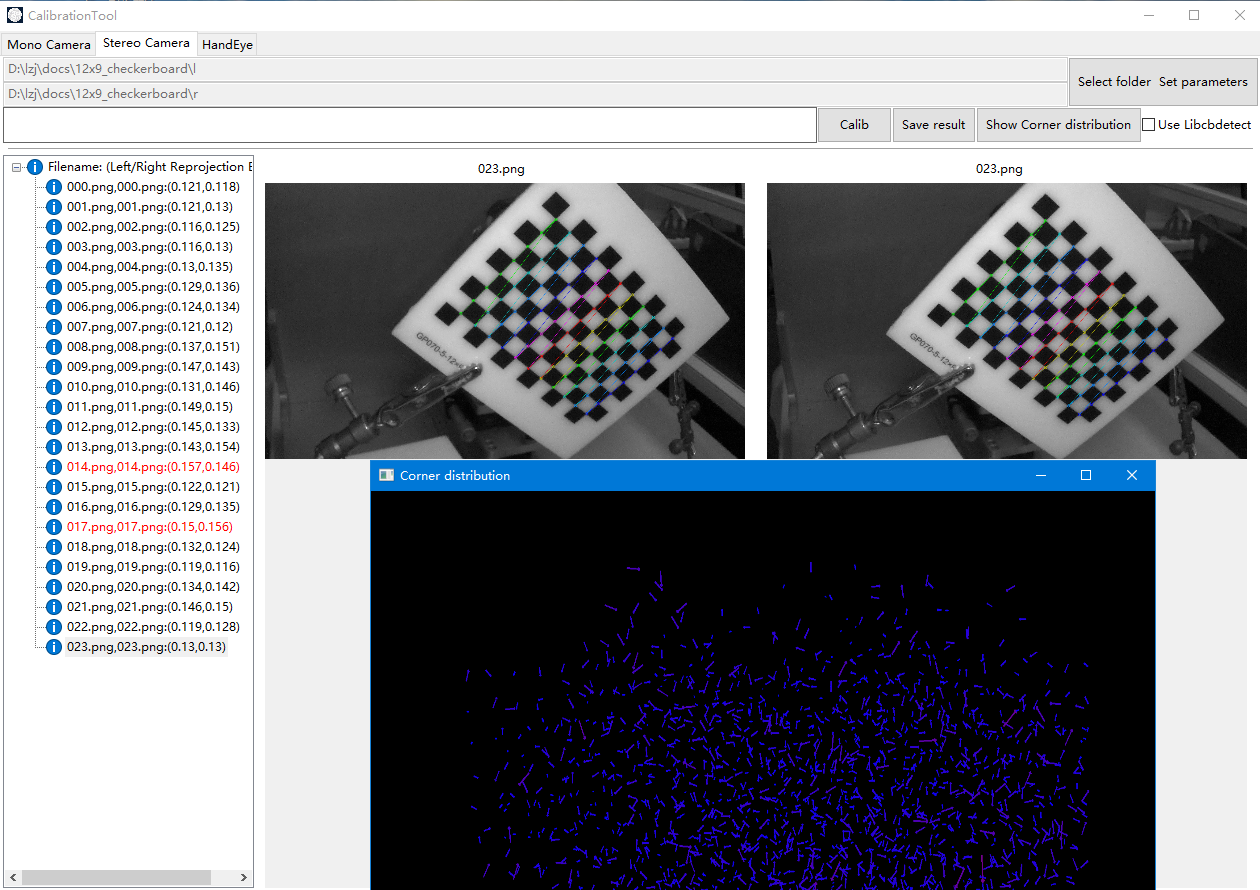 CalibrationTool
Mono Camera Stereo Camera HandEye
D:\lzj\docs\12x9_checkerboard\l
D:\lzj\docs\12x9_checkerboard\r
Select folder Set parameters
Calib Save result Show Corner distribution Use Libcbdetect
Filename: (Left/Right Reprojection E
000.png,000.png:(0.121,0.118)
001.png,001.png:(0.121,0.13)
002.png,002.png:(0.116,0.125)
003.png,003.png:(0.116,0.13)
004.png,004.png:(0.13,0.135)
005.png,005.png:(0.129,0.136)
006.png,006.png:(0.124,0.134)
007.png,007.png:(0.121,0.12)
008.png,008.png:(0.137,0.151)
009.png,009.png:(0.147,0.143)
010.png,010.png:(0.131,0.146)
011.png,011.png:(0.149,0.15)
012.png,012.png:(0.145,0.133)
013.png,013.png:(0.143,0.154)
014.png,014.png:(0.157,0.146)
015.png,015.png:(0.122,0.121)
016.png,016.png:(0.129,0.135)
017.png,017.png:(0.15,0.156)
018.png,018.png:(0.132,0.124)
019.png,019.png:(0.119,0.116)
020.png,020.png:(0.134,0.142)
021.png,021.png:(0.146,0.15)
022.png,022.png:(0.119,0.128)
023.png,023.png:(0.13,0.13)
023.png
023.png
GP070-5-12×
GP070-5-12×
Corner distribution